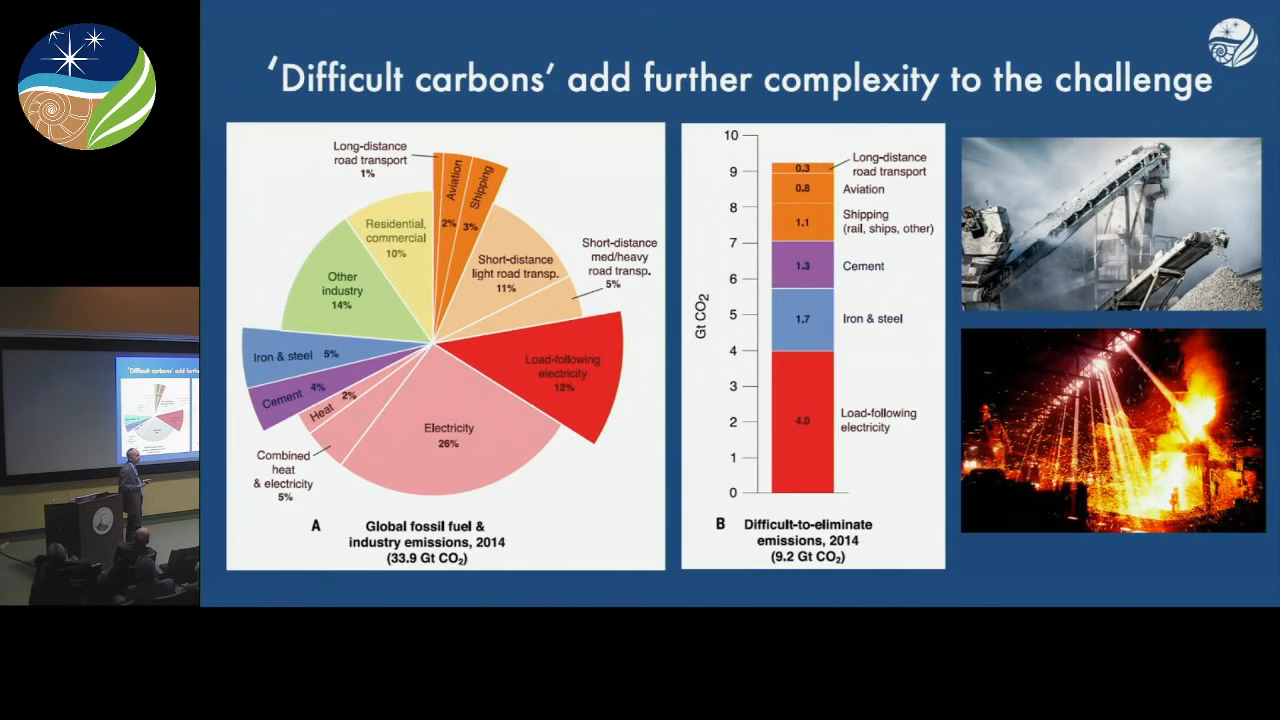 ‘Difficult carbons’ add further complexity to the challenge
Long-distance
road transport
1%
Aviation
2%
Shipping
3%
Residential,
commercial
10%
Short-distance
light road transp.
11%
Short-distance
med/heavy
road transp.
5%
Other
industry
14%
Iron & steel 5%
Cement 4%
Heat 2%
Load-following
electricity
12%
Electricity
26%
Combined
heat
& electricity
5%
A Global fossil fuel &
industry emissions, 2014
(33.9 Gt CO₂)
Gt CO₂
10
9
8
7
6
5
4
3
2
1
0
0.3
Long-distance
road transport
0.8
Aviation
1.1
Shipping
(rail, ships, other)
1.3
Cement
1.7
Iron & steel
4.0
Load-following
electricity
B Difficult-to-eliminate
emissions, 2014
(9.2 Gt CO₂)
'Difficult carbons' add furthe